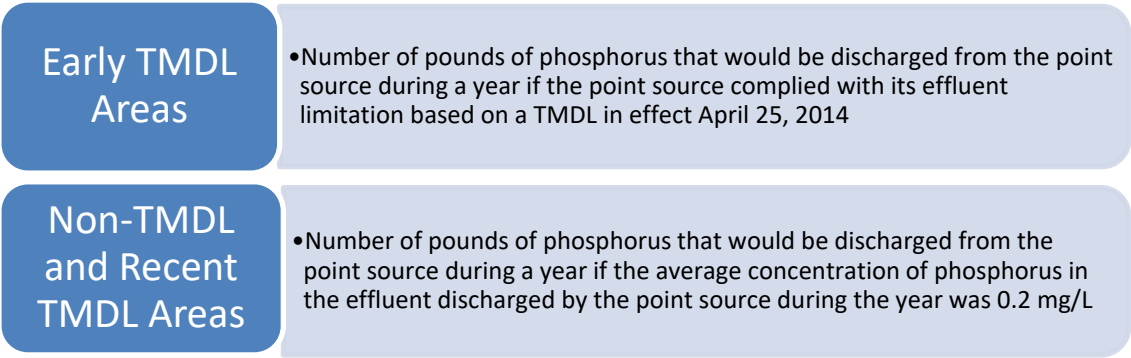 Early TMDL
Areas
•Number of pounds of phosphorus that would be discharged from the point
source during a year if the point source complied with its effluent
limitation based on a TMDL in effect April 25, 2014
Non-TMDL
and Recent
TMDL Areas
•Number of pounds of phosphorus that would be discharged from the
point source during a year if the average concentration of phosphorus in
the effluent discharged by the point source during the year was 0.2 mg/L